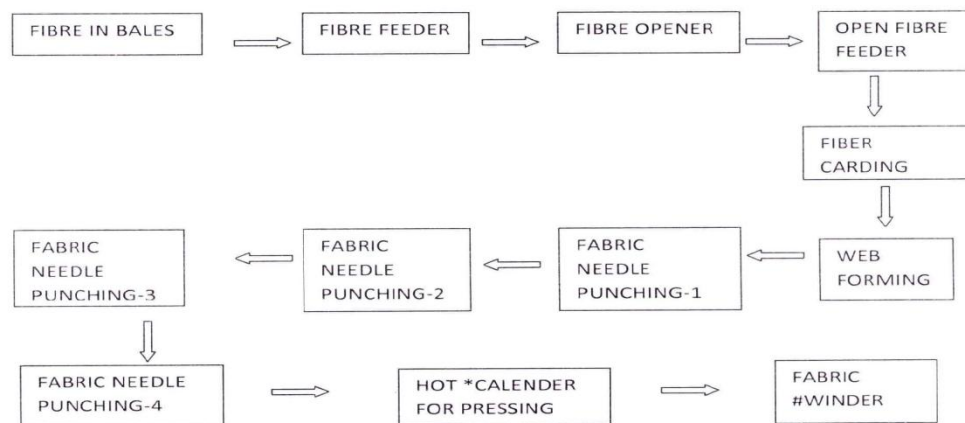 FIBRE IN BALES
FIBRE FEEDER
FIBRE OPENER
OPEN FIBRE
FEEDER
FIBER
CARDING
WEB
FORMING
FABRIC
NEEDLE
PUNCHING-1
FABRIC
NEEDLE
PUNCHING-2
FABRIC
NEEDLE
PUNCHING-3
FABRIC NEEDLE
PUNCHING-4
HOT *CALENDER
FOR PRESSING
FABRIC
#WINDER